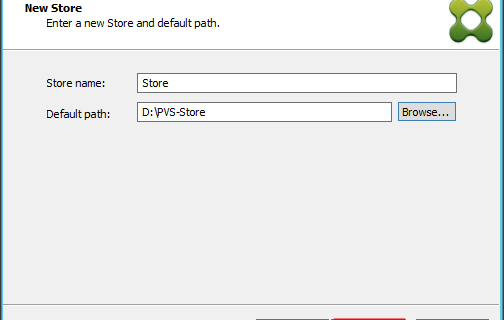 New Store
Enter a new Store and default path.
Store name: Store
Default path: D:\PVS-Store Browse...